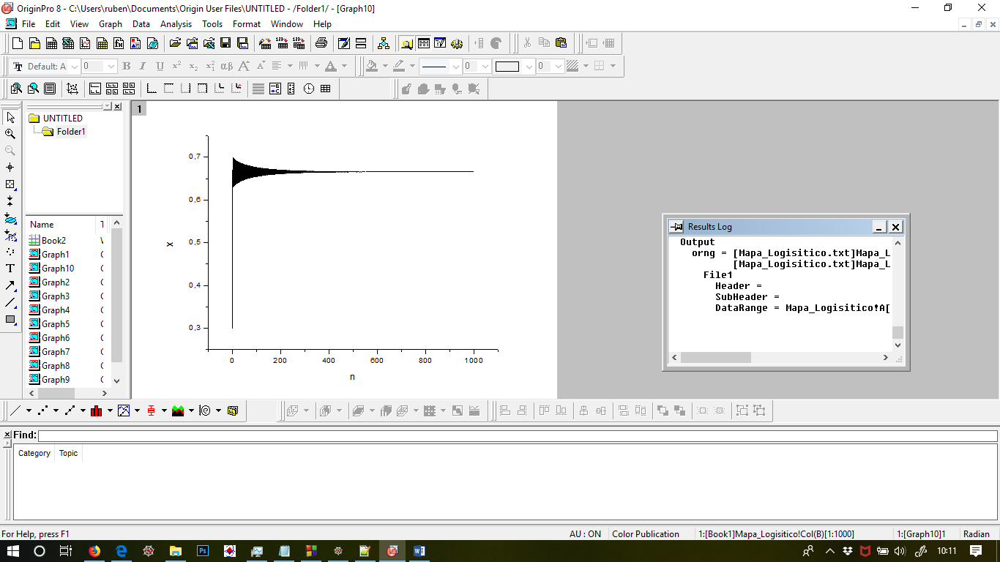 OriginPro 8 - C:\Users\ruben\Documents\Origin User Files\UNTITLED - /Folder1/ - [Graph10]
File Edit View Graph Data Analysis Tools Format Window Help
Default: A 0 B I U x² x₂ αβ A A A 0 0
UNTITLED
Folder1
Name T
Book2
Graph1
Graph10
Graph2
Graph3
Graph4
Graph5
Graph6
Graph7
Graph8
Graph9
1
0,7
0,6
0,5
0,4
0,3
x
0 200 400 600 800 1000
n
Results Log
Output
orng = [Mapa_Logisitico.txt]Mapa_L
[Mapa_Logisitico.txt]Mapa_L
File1
Header =
SubHeader =
DataRange = Mapa_Logisitico!A[
Find:
Category Topic
For Help, press F1 AU : ON Color Publication 1:[Book1]Mapa_Logisitico!Col(B)[1:1000] 1:[Graph10]1 Radian
10:11